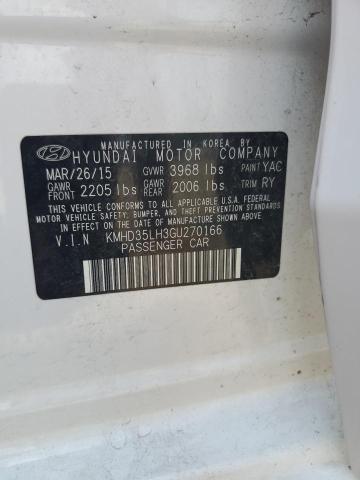 MANUFACTURED IN KOREA BY
HYUNDAI MOTOR COMPANY
MAR/26/15 GVWR 3968 lbs PAINT YAC
GAWR FRONT 2205 lbs GAWR REAR 2006 lbs TRIM RY
THIS VEHICLE CONFORMS TO ALL APPLICABLE FEDERAL
MOTOR VEHICLE SAFETY, BUMPER, AND THEFT PREVENTION STANDARDS
IN EFFECT ON THE DATE OF MANUFACTURE SHOWN ABOVE.
V.I.N KMHD35LH3GU270166
PASSENGER CAR